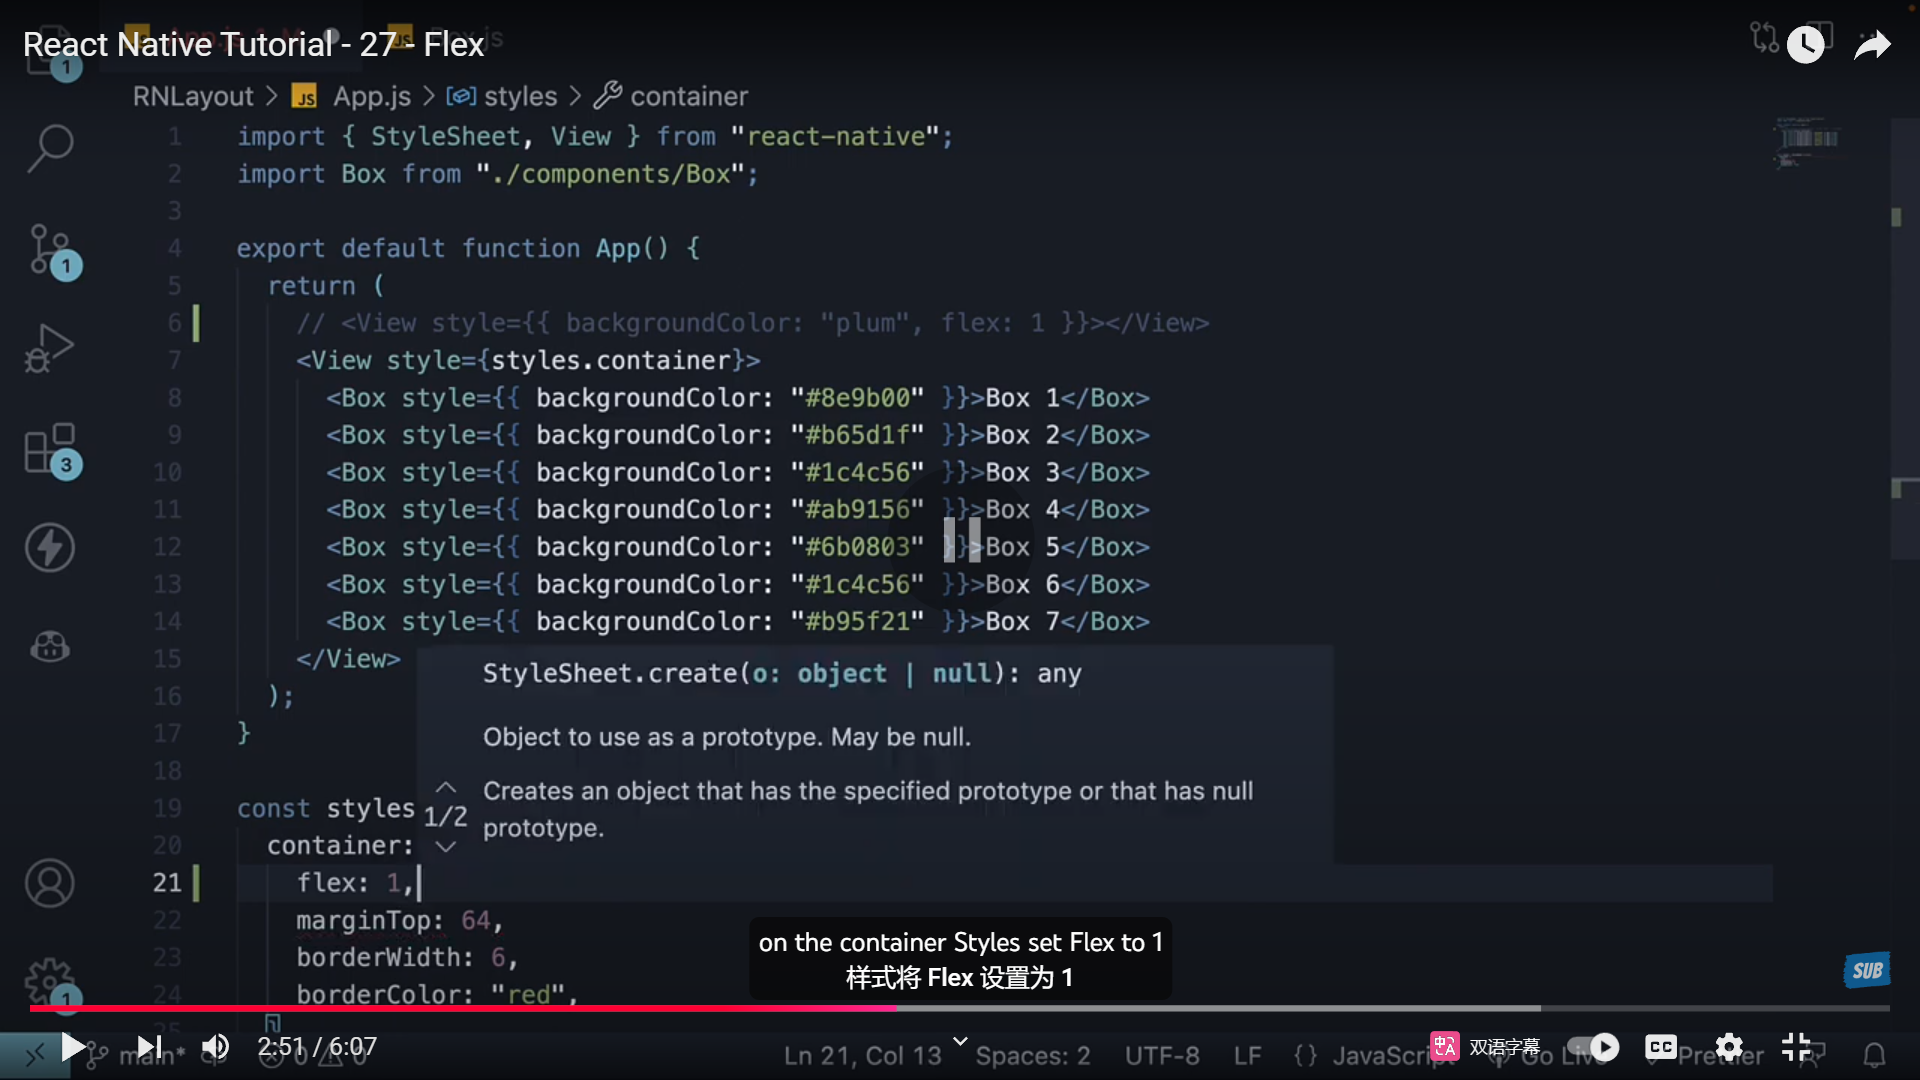 React Native Tutorial - 27 - Flex
RNLayout > JS App.js > styles > container
1 import { StyleSheet, View } from "react-native";
2 import Box from "./components/Box";
3
4 export default function App() {
5 return (
6 // <View style={{ backgroundColor: "plum", flex: 1 }}></View>
7 <View style={styles.container}>
8 <Box style={{ backgroundColor: "#8e9b00" }}>Box 1</Box>
9 <Box style={{ backgroundColor: "#b65d1f" }}>Box 2</Box>
10 <Box style={{ backgroundColor: "#1c4c56" }}>Box 3</Box>
11 <Box style={{ backgroundColor: "#ab9156" }}>Box 4</Box>
12 <Box style={{ backgroundColor: "#6b0803" }}>Box 5</Box>
13 <Box style={{ backgroundColor: "#1c4c56" }}>Box 6</Box>
14 <Box style={{ backgroundColor: "#b95f21" }}>Box 7</Box>
15 </View>
16 );
17 }
18
StyleSheet.create(o: object | null): any
Object to use as a prototype. May be null.
Creates an object that has the specified prototype or that has null
prototype.
1/2
19 const styles
20 container:
21 flex: 1,
22 marginTop: 64,
23 borderWidth: 6,
24 borderColor: "red",
25
on the container Styles set Flex to 1
样式将 Flex 设置为 1
SUB
1
1
3
1
2:51 / 6:07
main*
0 0
Ln 21, Col 13 Spaces: 2 UTF-8 LF {} JavaScript Go Live Prettier
双语字幕
CC